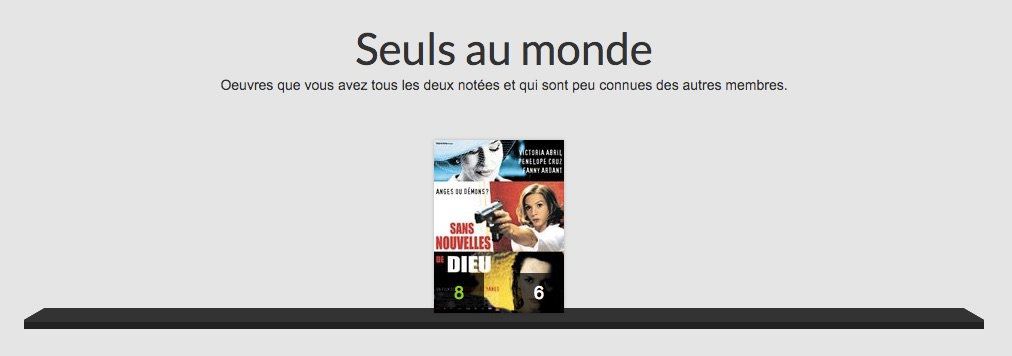 Seuls au monde
Oeuvres que vous avez tous les deux notées et qui sont peu connues des autres membres.
VICTORIA ABRIL
PENELOPE CRUZ
FANNY ARDANT
ANGES OU DÉMONS?
SANS
NOUVELLES
DE DIEU
8
6